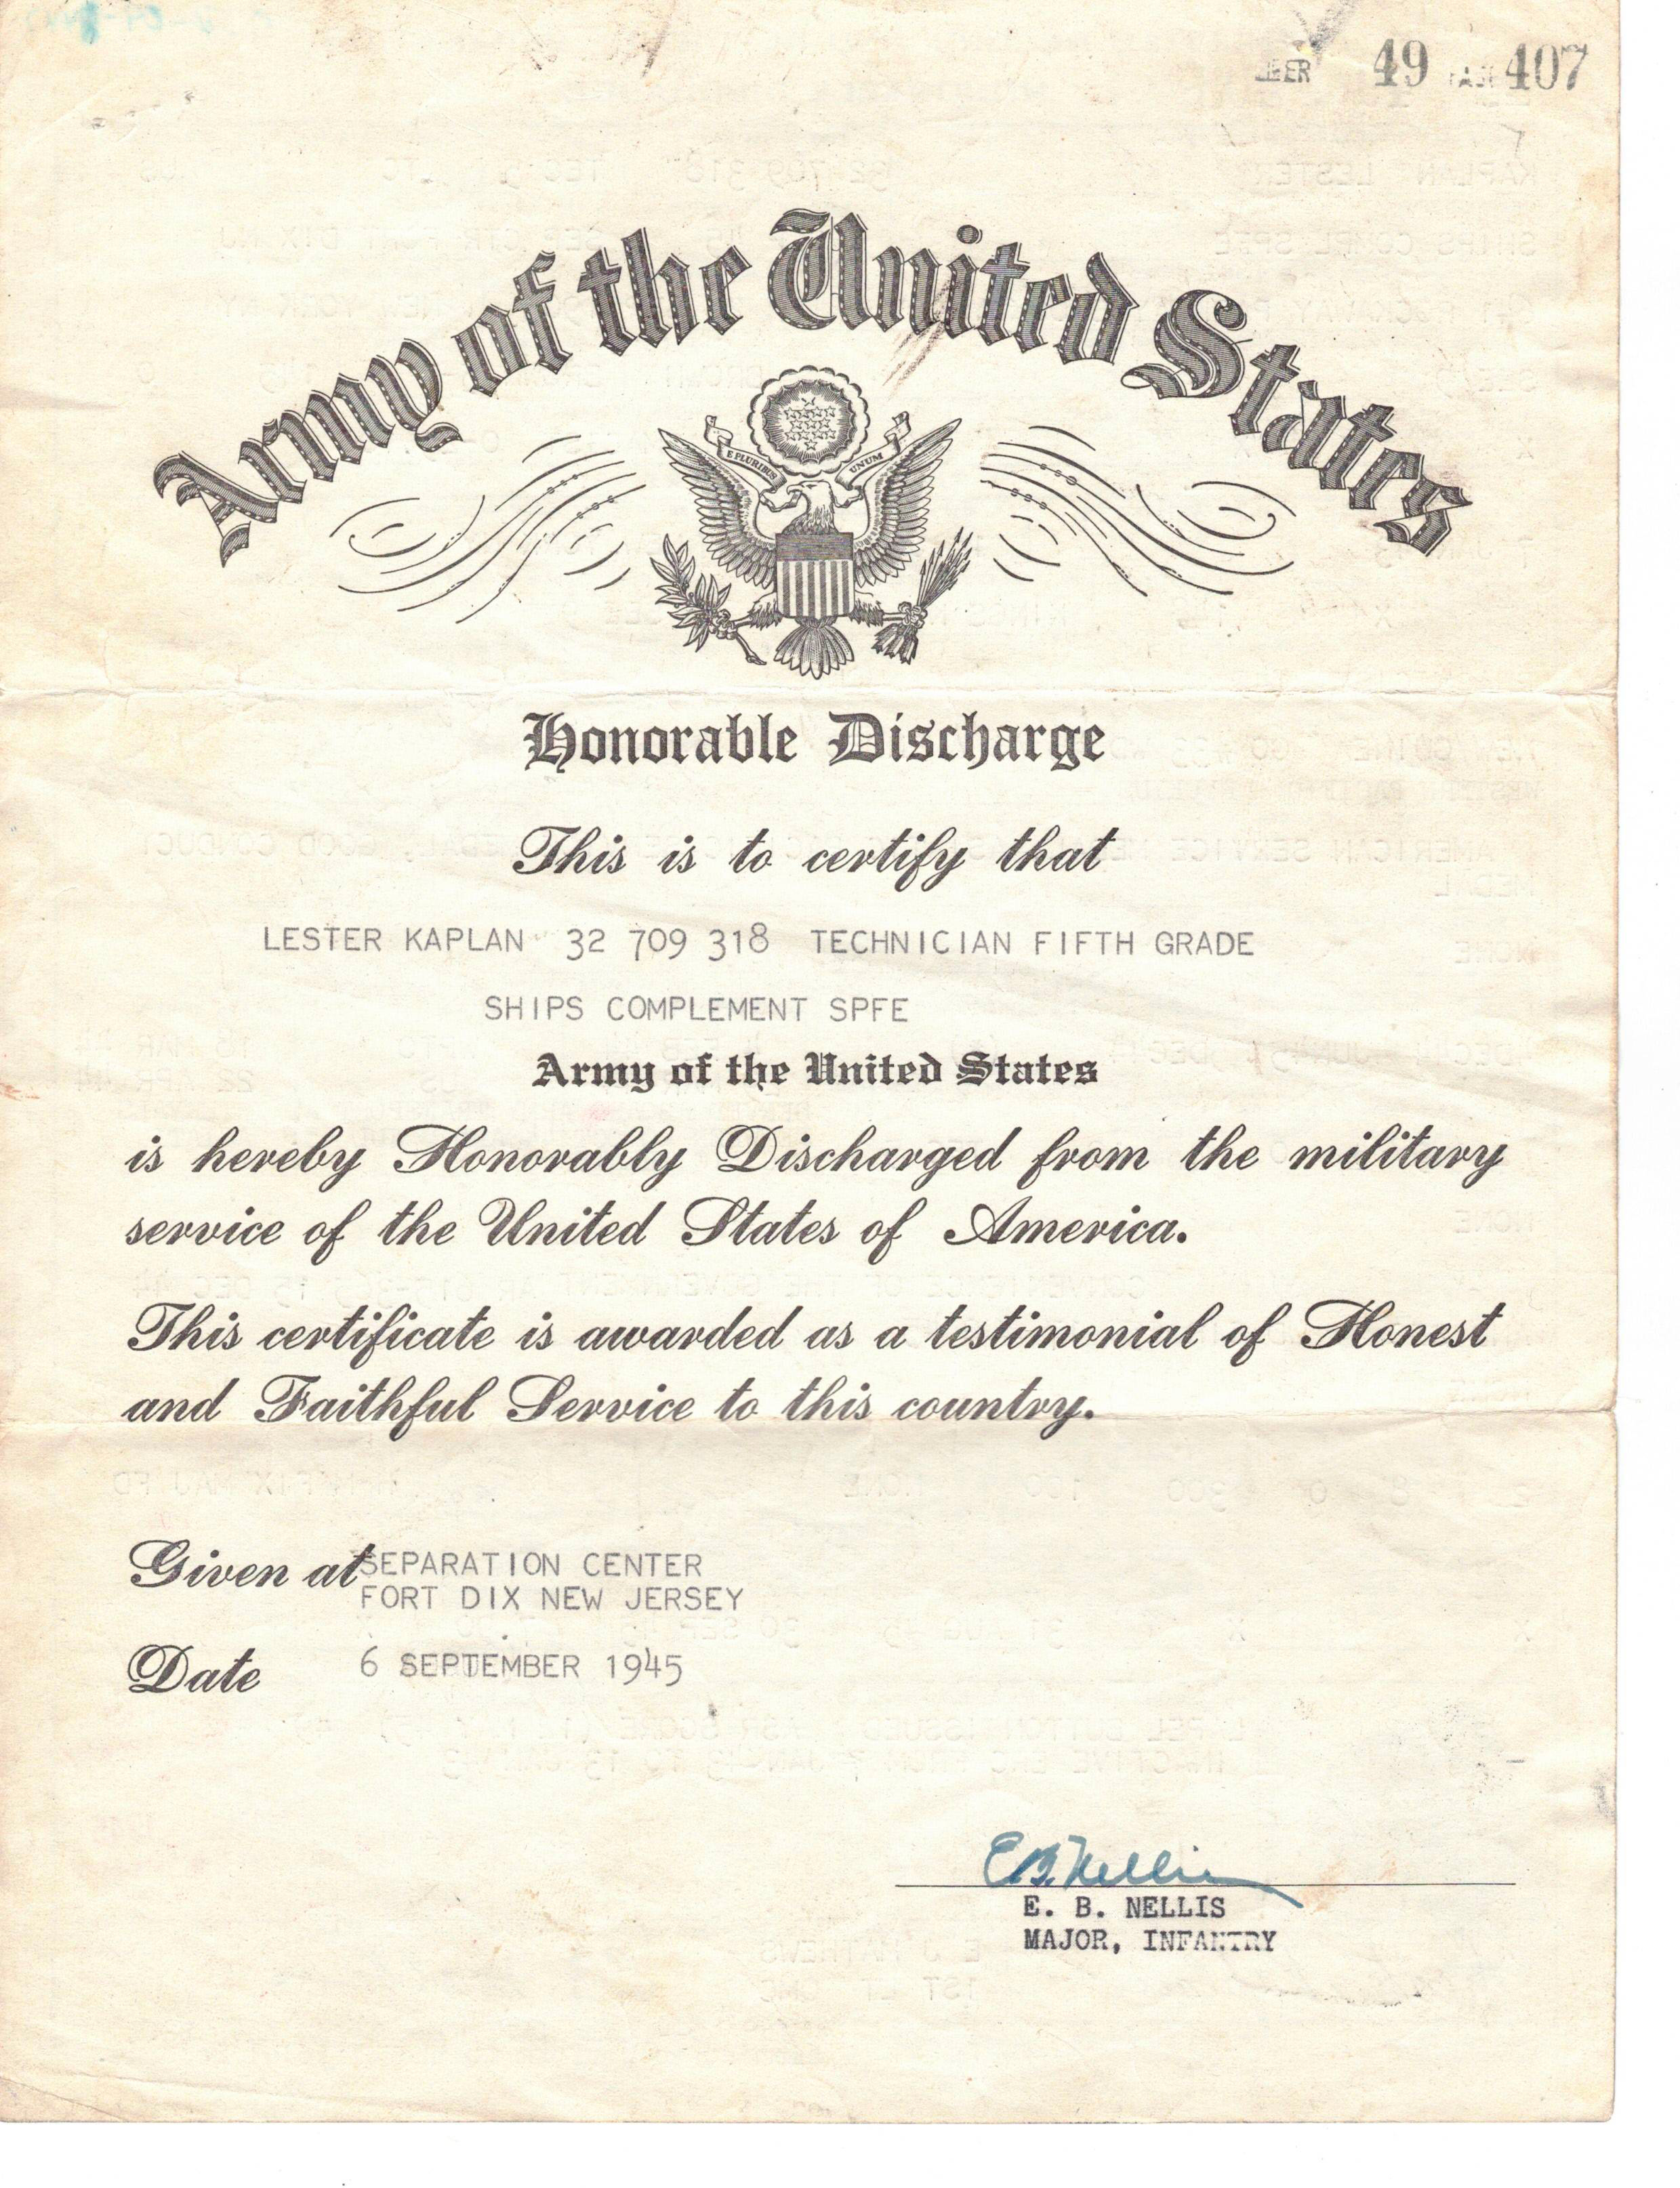 49 407
Army of the United States
E PLURIBUS UNUM
Honorable Discharge
This is to certify that
LESTER KAPLAN 32 709 318 TECHNICIAN FIFTH GRADE
SHIPS COMPLEMENT SPFE
Army of the United States
is hereby Honorably Discharged from the military
service of the United States of America.
This certificate is awarded as a testimonial of Honest
and Faithful Service to this country.
Given at SEPARATION CENTER
FORT DIX NEW JERSEY
Date 6 SEPTEMBER 1945
E. B. Nellis
E. B. NELLIS
MAJOR, INFANTRY